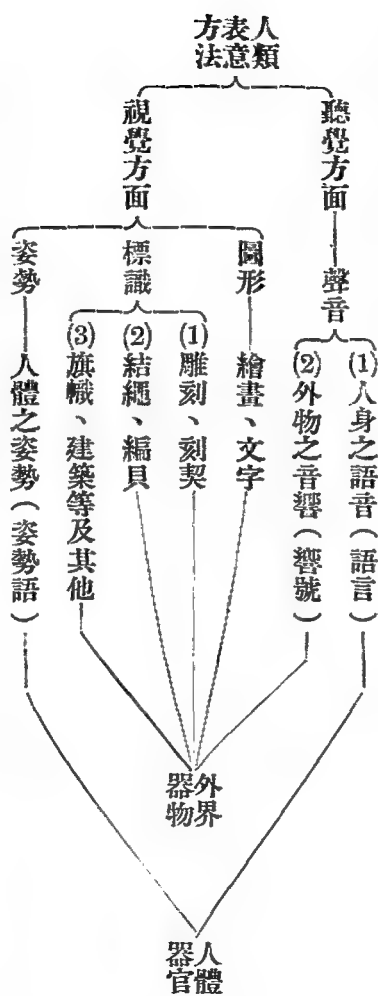 人類
表意
方法
聽覺方面
聲音
(1)人身之語音(語言)
(2)外物之音響(響號)
視覺方面
圖形
繪畫、文字
標識
(1)雕刻、刻契
(2)結繩、編貝
(3)旗幟、建築等及其他
姿勢
人體之姿勢(姿勢語)
外界
器物
人體
器官